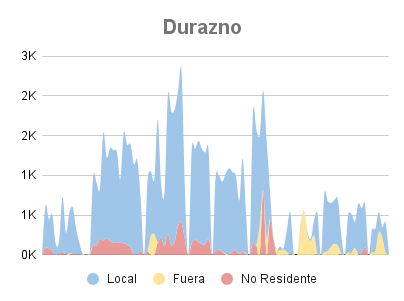 Durazno
3K
2K
2K
1K
1K
0K
Local
Fuera
No Residente